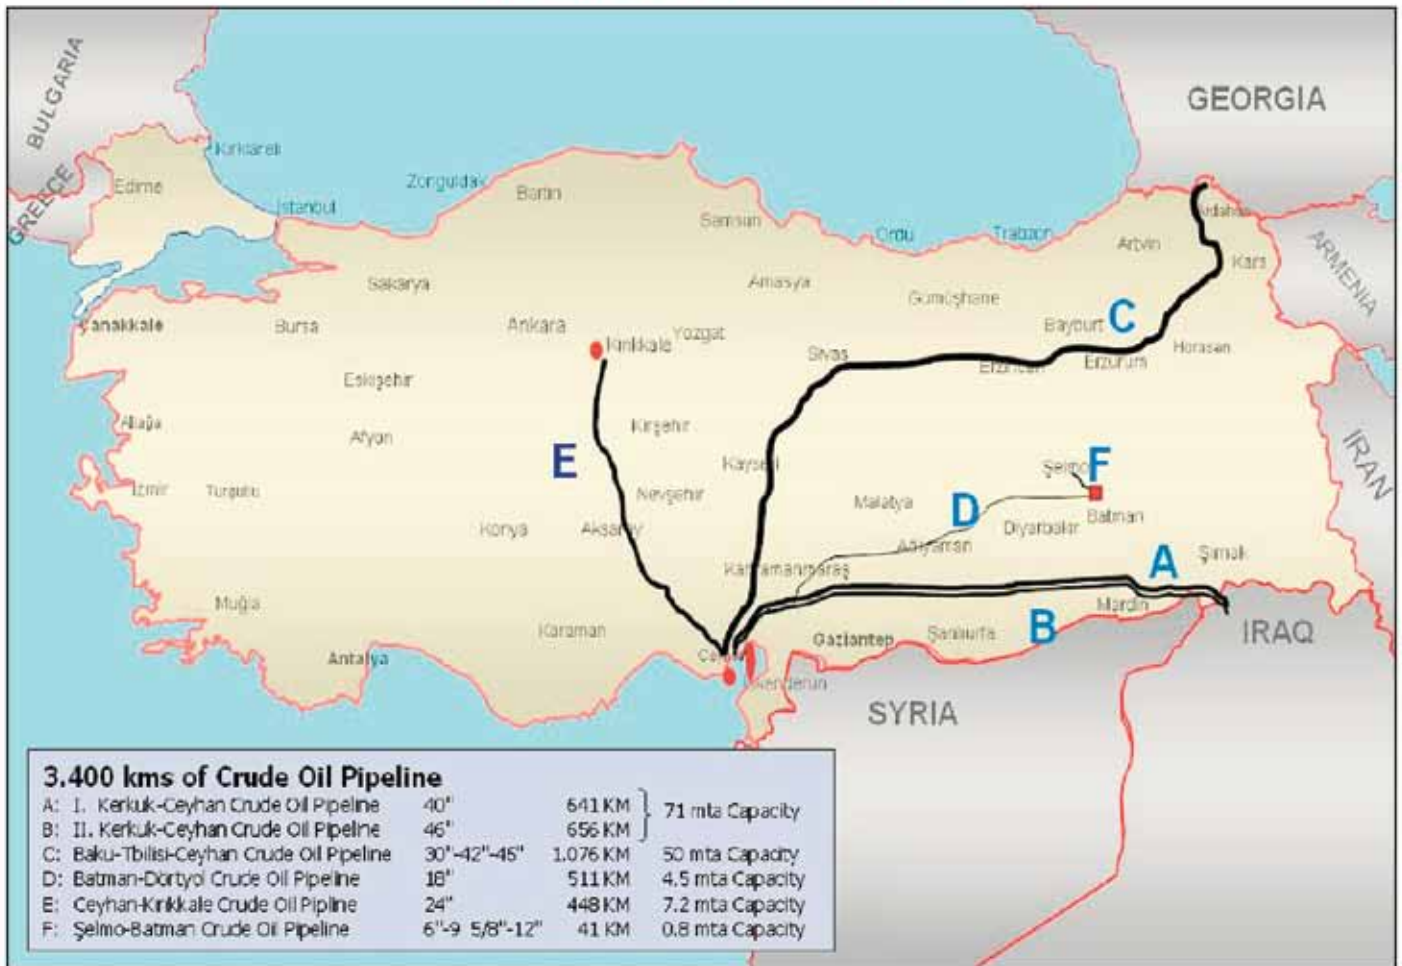 BULGARIA
GEORGIA
Kırklareli
GREECE
Edirne
Zonguldak
Bartın
İstanbul
Ardahan
Samsun
Ordu
Trabzon
Artvin
Kars
ARMENIA
Sakarya
Amasya
Gümüşhane
Çanakkale
Bursa
Ankara
Yozgat
Bayburt
C
Kırıkkale
Sivas
Erzincan
Erzurum
Horasan
Eskişehir
Aliağa
Afyon
Kırşehir
E
Kayseri
Şelmo
F
IRAN
İzmir
Turgutlu
Nevşehir
Malatya
D
Batman
Konya
Aksaray
Diyarbakır
Adıyaman
Şırnak
Kahramanmaraş
A
Muğla
Mardin
Karaman
Gaziantep
Şanlıurfa
B
IRAQ
Antalya
Ceyhan
İskenderun
SYRIA
3.400 kms of Crude Oil Pipeline
A: I. Kerkuk-Ceyhan Crude Oil Pipeline 40" 641 KM
71 mta Capacity
B: II. Kerkuk-Ceyhan Crude Oil Pipeline 46" 656 KM
C: Baku-Tbilisi-Ceyhan Crude Oil Pipeline 30"-42"-46" 1.076 KM 50 mta Capacity
D: Batman-Dörtyol Crude Oil Pipeline 18" 511 KM 4.5 mta Capacity
E: Ceyhan-Kırıkkale Crude Oil Pipline 24" 448 KM 7.2 mta Capacity
F: Şelmo-Batman Crude Oil Pipeline 6"-9 5/8"-12" 41 KM 0.8 mta Capacity